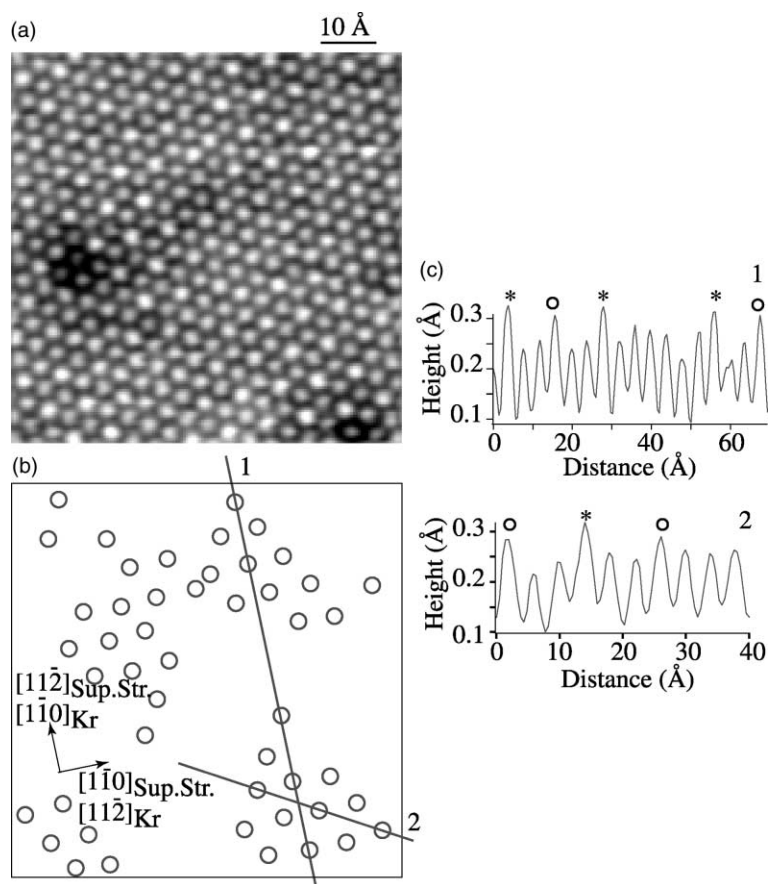 (a)
10 Å
(b)
1
[112̄]Sup.Str.
[11̄0]Kr
[11̄0]Sup.Str.
[112̄]Kr
2
(c)
* o * * o 1
Height (Å)
0.3
0.2
0.1
0 20 40 60
Distance (Å)
o * o 2
Height (Å)
0.3
0.2
0.1
0 10 20 30 40
Distance (Å)